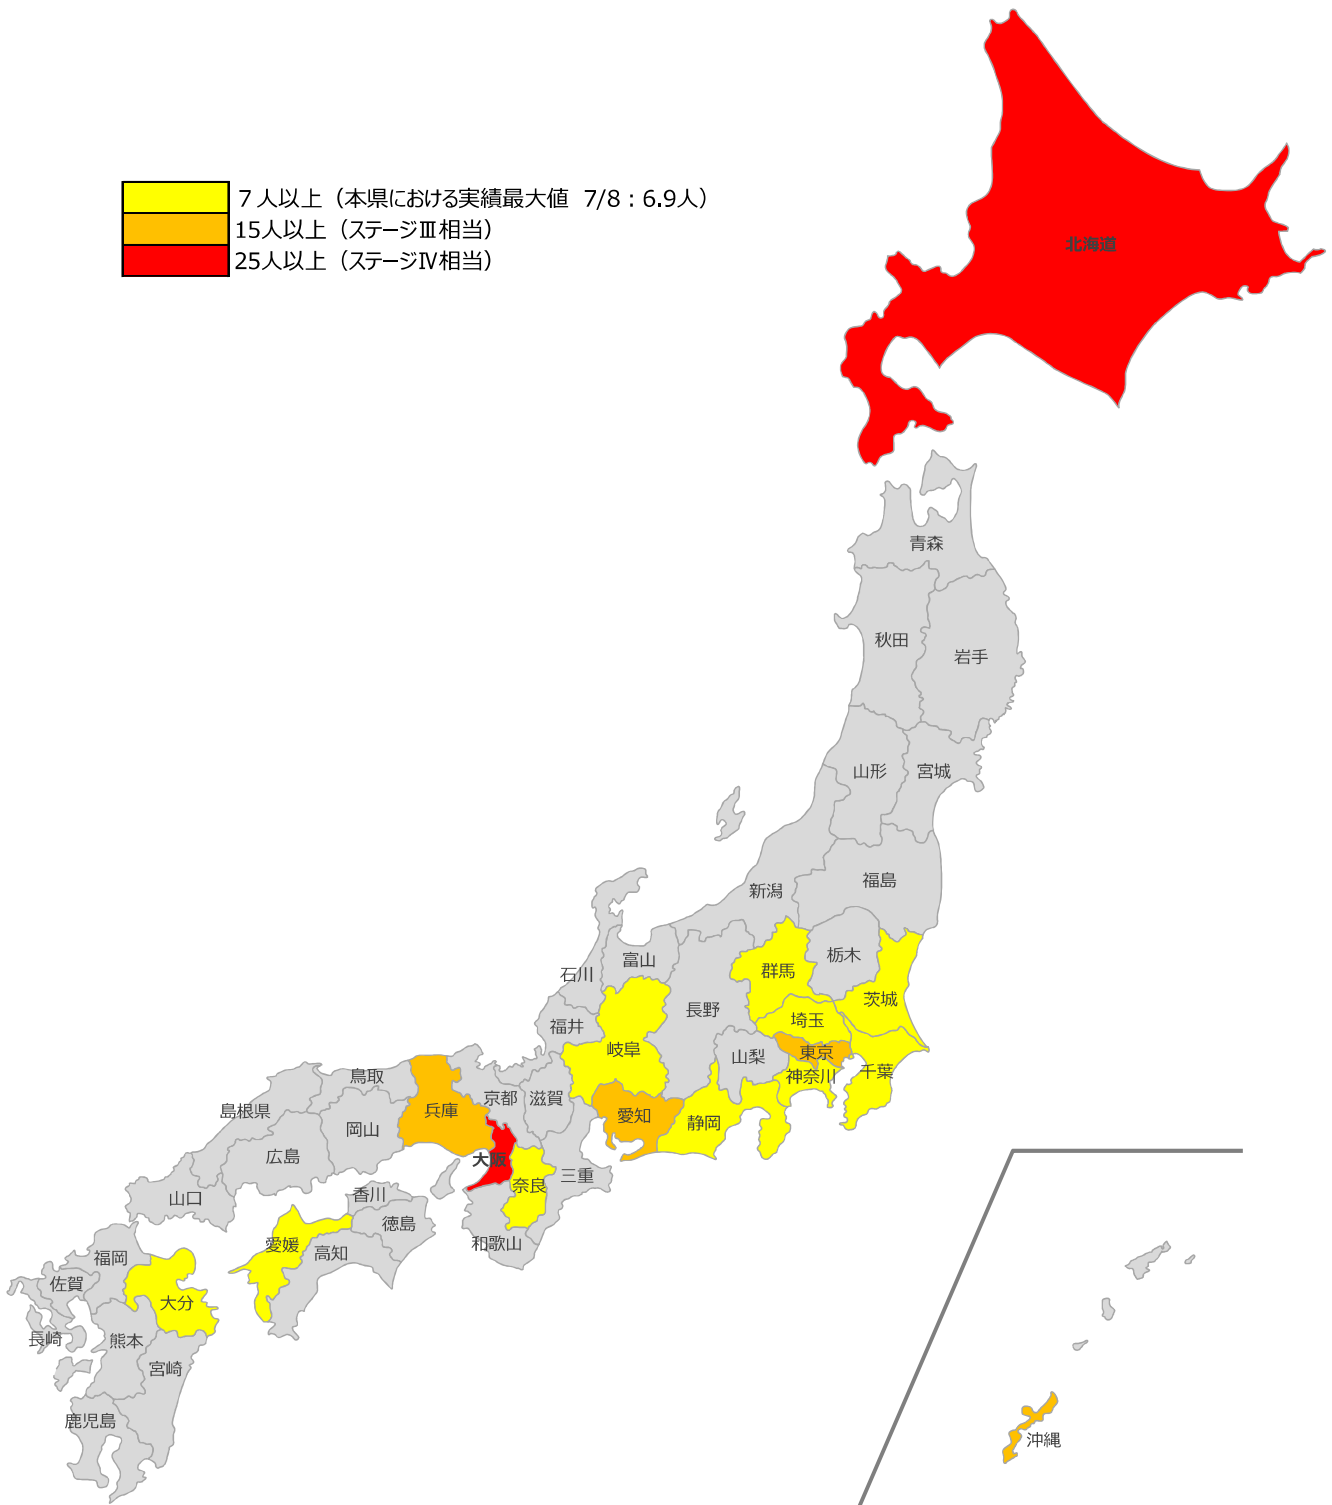 ７人以上（本県における実績最大値 7/8：6.9人）
15人以上（ステージⅢ相当）
25人以上（ステージⅣ相当）
北海道
青森
秋田
岩手
山形
宮城
福島
新潟
栃木
群馬
富山
石川
茨城
長野
埼玉
福井
岐阜
東京
山梨
千葉
神奈川
鳥取
京都
滋賀
島根県
兵庫
愛知
静岡
岡山
広島
大阪
三重
奈良
香川
山口
徳島
和歌山
愛媛
高知
福岡
佐賀
大分
長崎
熊本
宮崎
鹿児島
沖縄